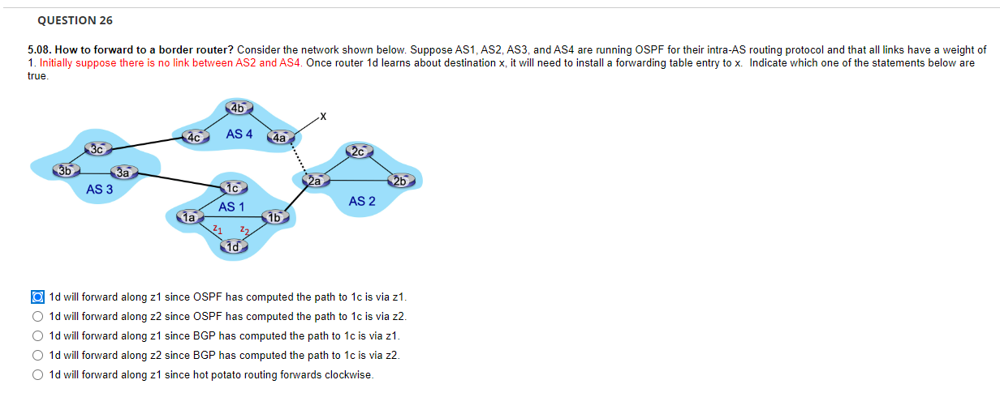 QUESTION 26
5.08. How to forward to a border router? Consider the network shown below. Suppose AS1, AS2, AS3, and AS4 are running OSPF for their intra-AS routing protocol and that all links have a weight of
1. Initially suppose there is no link between AS2 and AS4. Once router 1d learns about destination x, it will need to install a forwarding table entry to x. Indicate which one of the statements below are
true.
4b
X
4c AS 4 4a
3c 2c
3b 3a
2a 2b
1c
AS 3
AS 2
AS 1
1a 1b
z1 z2
1d
1d will forward along z1 since OSPF has computed the path to 1c is via z1.
1d will forward along z2 since OSPF has computed the path to 1c is via z2.
1d will forward along z1 since BGP has computed the path to 1c is via z1.
1d will forward along z2 since BGP has computed the path to 1c is via z2.
1d will forward along z1 since hot potato routing forwards clockwise.